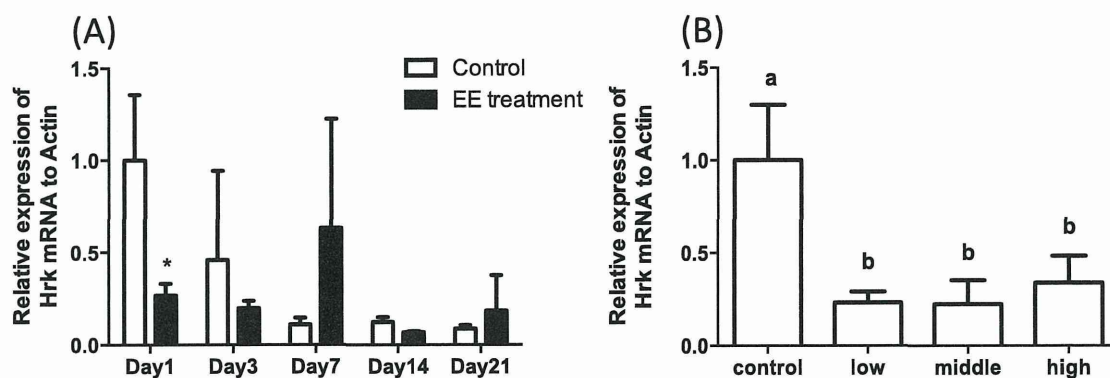 (A)
Relative expression of
Hrk mRNA to Actin
1.5
1.0
0.5
0.0
Control
EE treatment
*
Day1 Day3 Day7 Day14 Day21
(B)
Relative expression of
Hrk mRNA to Actin
1.5
1.0
0.5
0.0
a
b
b
b
control low middle high